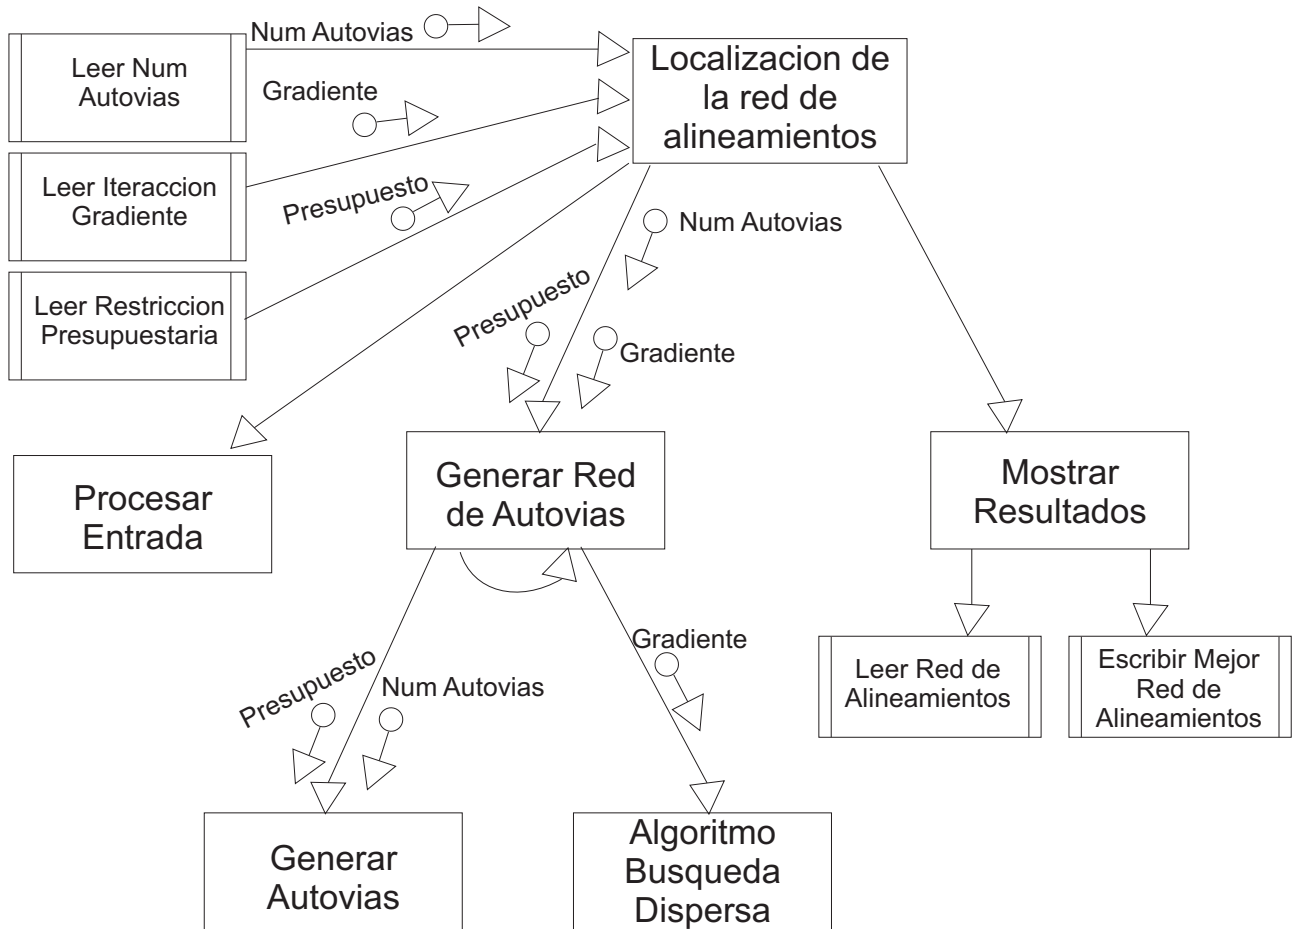 Num Autovias
Leer Num
Autovias
Localizacion de
la red de
alineamientos
Gradiente
Leer Iteraccion
Gradiente
Presupuesto
Num Autovias
Leer Restriccion
Presupuestaria
Presupuesto
Gradiente
Procesar
Entrada
Generar Red
de Autovias
Mostrar
Resultados
Presupuesto
Num Autovias
Gradiente
Leer Red de
Alineamientos
Escribir Mejor
Red de
Alineamientos
Generar
Autovias
Algoritmo
Busqueda
Dispersa